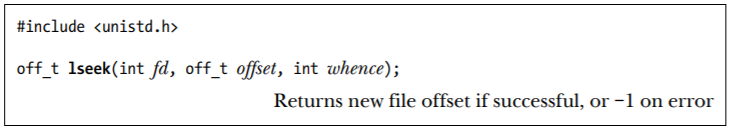 #include <unistd.h>
off_t lseek(int fd, off_t offset, int whence);
Returns new file offset if successful, or −1 on error